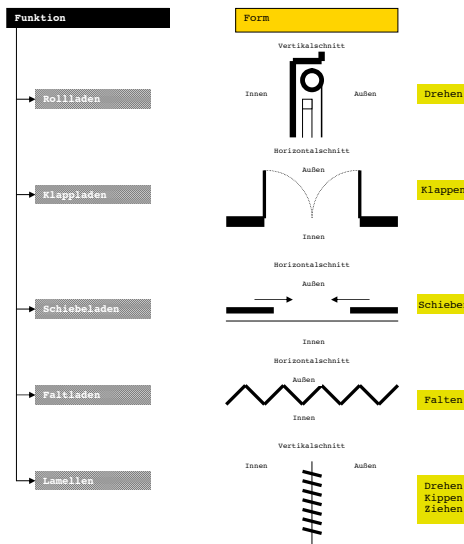 Funktion
Form
Vertikalschnitt
Innen
Außen
Rollladen
Drehen
Horizontalschnitt
Außen
Klappladen
Klappen
Innen
Horizontalschnitt
Außen
Schiebeladen
Schieben
Innen
Horizontalschnitt
Außen
Faltladen
Falten
Innen
Vertikalschnitt
Innen
Außen
Lamellen
Drehen
Kippen
Ziehen